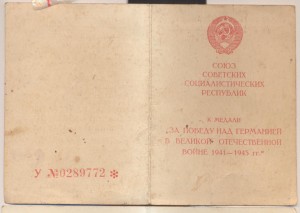 СОЮЗ
СОВЕТСКИХ
СОЦИАЛИСТИЧЕСКИХ
РЕСПУБЛИК
К МЕДАЛИ
"ЗА ПОБЕДУ НАД ГЕРМАНИЕЙ
В ВЕЛИКОЙ ОТЕЧЕСТВЕННОЙ
ВОЙНЕ 1941—1945 гг."
У №0289772 *